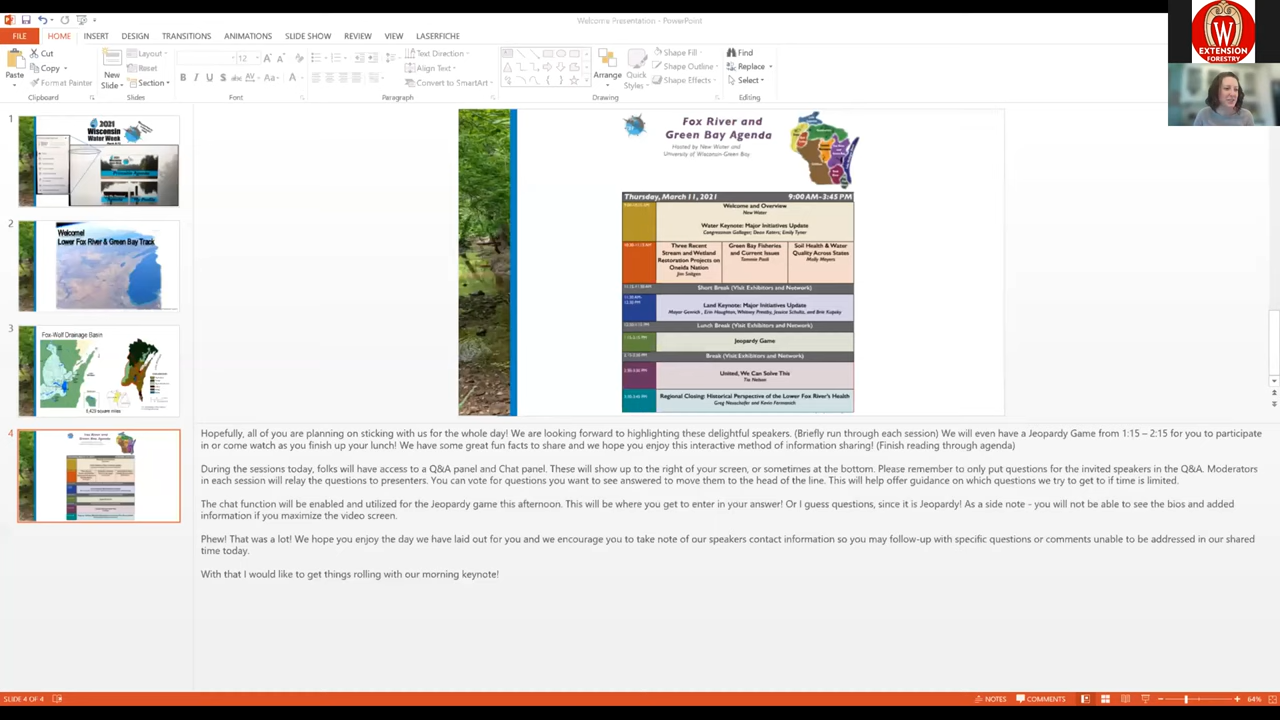 Welcome Presentation - PowerPoint
FILE HOME INSERT DESIGN TRANSITIONS ANIMATIONS SLIDE SHOW REVIEW VIEW LAERFICHE
Paste
Cut
Copy
Format Painter
Clipboard
New Slide
Layout
Reset
Section
Slides
12
Font
Text Direction
Align Text
Convert to SmartArt
Paragraph
Arrange
Quick Styles
Shape Fill
Shape Outline
Shape Effects
Drawing
Find
Replace
Select
Editing
EXTENSION
FORESTRY
1
2021
Wisconsin
Water Week
2
Welcome!
Lower Fox River & Green Bay Track
3
Fox-Wolf Drainage Basin
4
Fox River and
Green Bay Agenda
Hosted by New Water and
University of Wisconsin-Green Bay
Thursday, March 11, 2021 9:00 AM-3:45 PM
Welcome and Overview
New Water
Water Keynote: Major Initiatives Update
Three Recent
Stream and Wetland
Restoration Projects on
Oneida Nation
Jim Snitgen
Green Bay Fisheries
and Current Issues
Tammie Paoli
Soil Health & Water
Quality Across States
Molly Meyers
Short Break (Visit Exhibitors and Network)
Land Keynote: Major Initiatives Update
Lunch Break (Visit Exhibitors and Network)
Jeopardy Game
Break (Visit Exhibitors and Network)
United, We Can Solve This
Tia Nelson
Regional Closing: Historical Perspective of the Lower Fox River's Health
Hopefully, all of you are planning on sticking with us for the whole day! We are looking forward to highlighting these delightful speakers. (Briefly run through each session) We will even have a Jeopardy Game from 1:15 – 2:15 for you to participate
in or come watch as you finish up your lunch! We have some great fun facts to share and we hope you enjoy this interactive method of information sharing! (Finish reading through agenda)
During the sessions today, folks will have access to a Q&A panel and Chat panel. These will show up to the right of your screen, or sometimes at the bottom. Please remember to only put questions for the invited speakers in the Q&A. Moderators
in each session will relay the questions to presenters. You can vote for questions you want to see answered to move them to the head of the line. This will help offer guidance on which questions we try to get to if time is limited.
The chat function will be enabled and utilized for the Jeopardy game this afternoon. This will be where you get to enter in your answer! Or I guess questions, since it is Jeopardy! As a side note - you will not be able to see the bios and added
information if you maximize the video screen.
Phew! That was a lot! We hope you enjoy the day we have laid out for you and we encourage you to take note of our speakers contact information so you may follow-up with specific questions or comments unable to be addressed in our shared
time today.
With that I would like to get things rolling with our morning keynote!
SLIDE 4 OF 4
NOTES
COMMENTS
64%